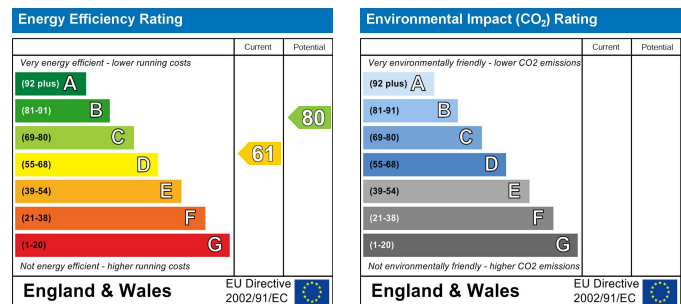 Energy Efficiency Rating
Current Potential
Very energy efficient - lower running costs
(92 plus) A
(81-91) B
(69-80) C
(55-68) D
(39-54) E
(21-38) F
(1-20) G
61
80
Not energy efficient - higher running costs
England & Wales
EU Directive
2002/91/EC
Environmental Impact (CO2) Rating
Current Potential
Very environmentally friendly - lower CO2 emissions
(92 plus) A
(81-91) B
(69-80) C
(55-68) D
(39-54) E
(21-38) F
(1-20) G
Not environmentally friendly - higher CO2 emissions
England & Wales
EU Directive
2002/91/EC